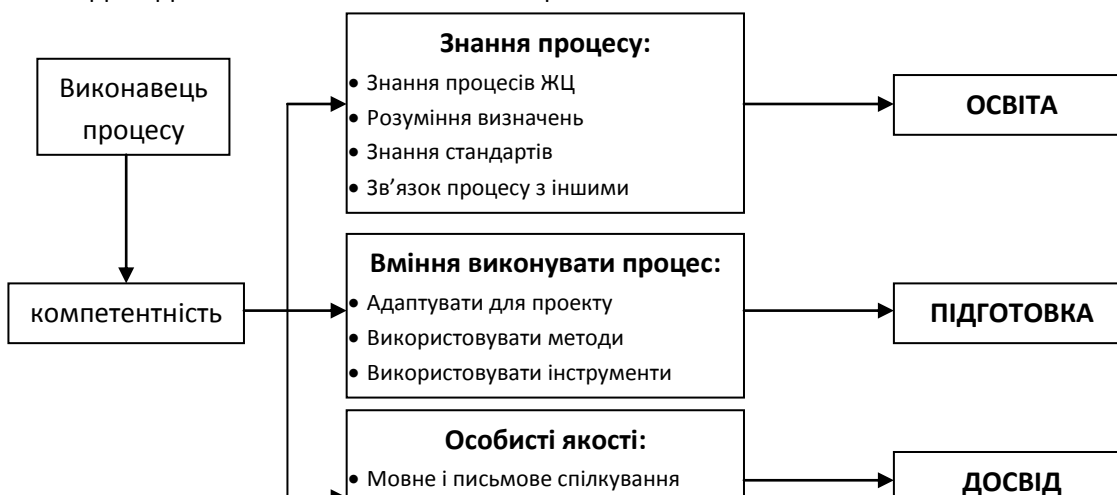 Виконавець
процесу
компетентність
Знання процесу:
• Знання процесів ЖЦ
• Розуміння визначень
• Знання стандартів
• Зв’язок процесу з іншими
ОСВІТА
Вміння виконувати процес:
• Адаптувати для проекту
• Використовувати методи
• Використовувати інструменти
ПІДГОТОВКА
Особисті якості:
• Мовне і письмове спілкування
ДОСВІД